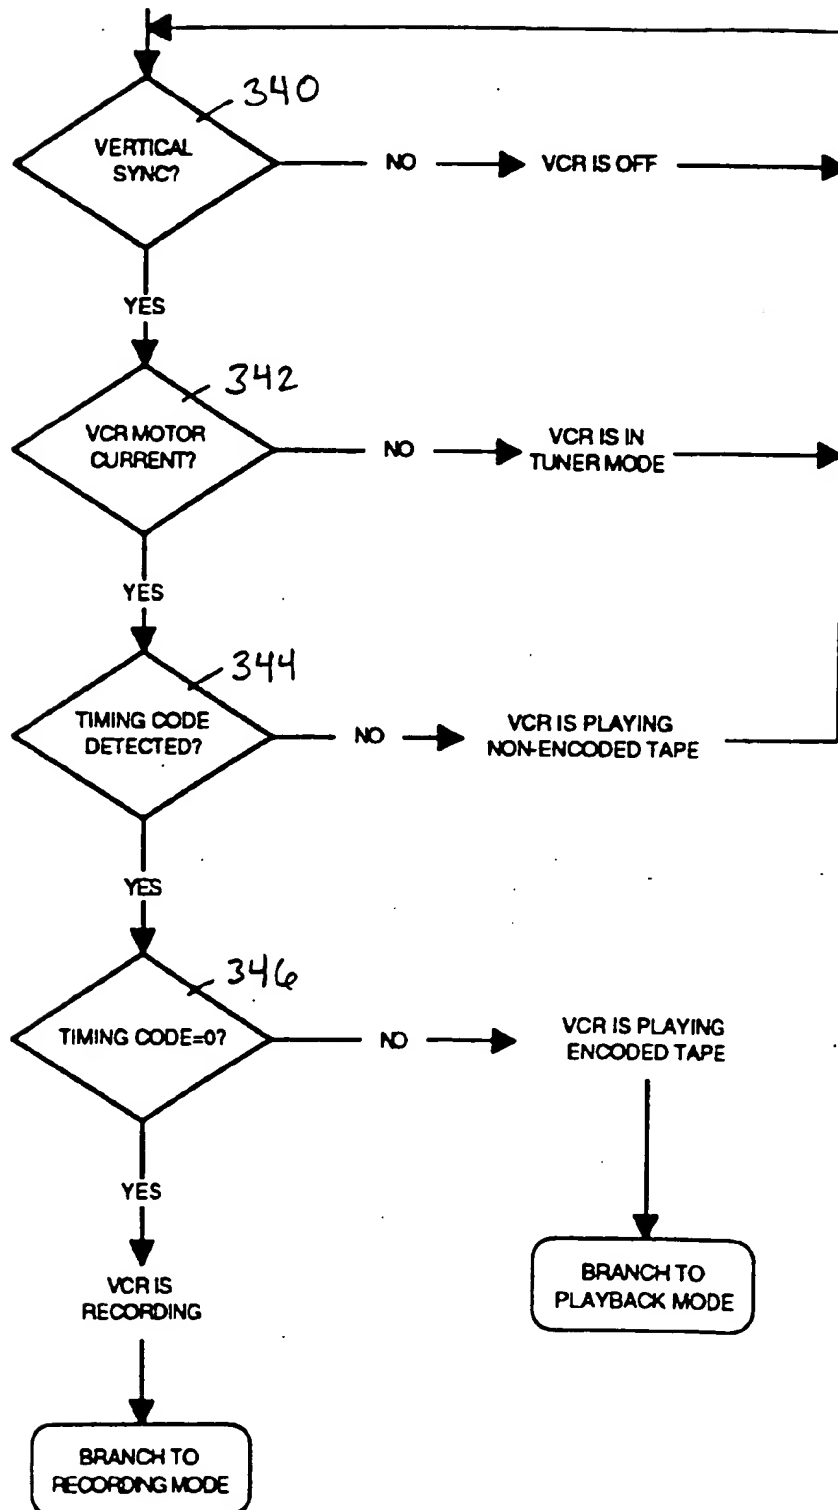 340
VERTICAL
SYNC?
NO
VCR IS OFF
YES
342
VCR MOTOR
CURRENT?
NO
VCR IS IN
TUNER MODE
YES
344
TIMING CODE
DETECTED?
NO
VCR IS PLAYING
NON-ENCODED TAPE
YES
346
TIMING CODE=0?
NO
VCR IS PLAYING
ENCODED TAPE
YES
VCR IS
RECORDING
BRANCH TO
PLAYBACK MODE
BRANCH TO
RECORDING MODE